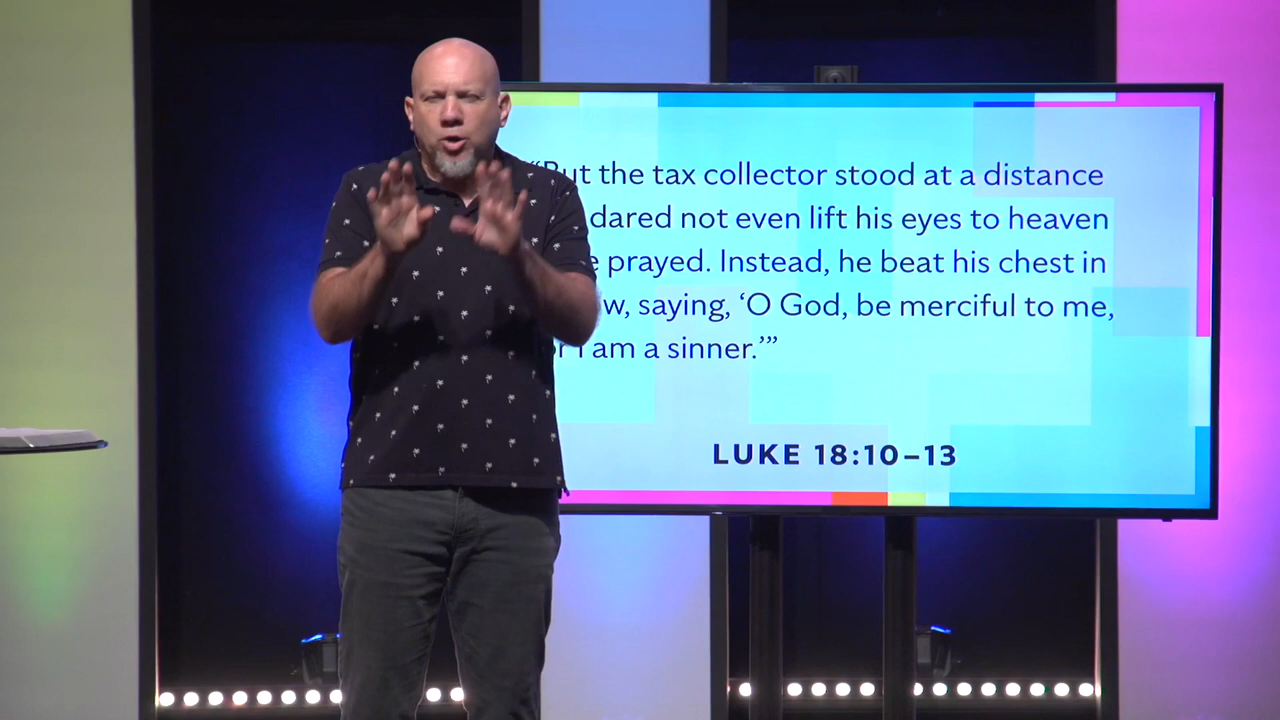 “But the tax collector stood at a distance
dared not even lift his eyes to heaven
prayed. Instead, he beat his chest in
saying, ‘O God, be merciful to me,
I am a sinner.’”
LUKE 18:10–13